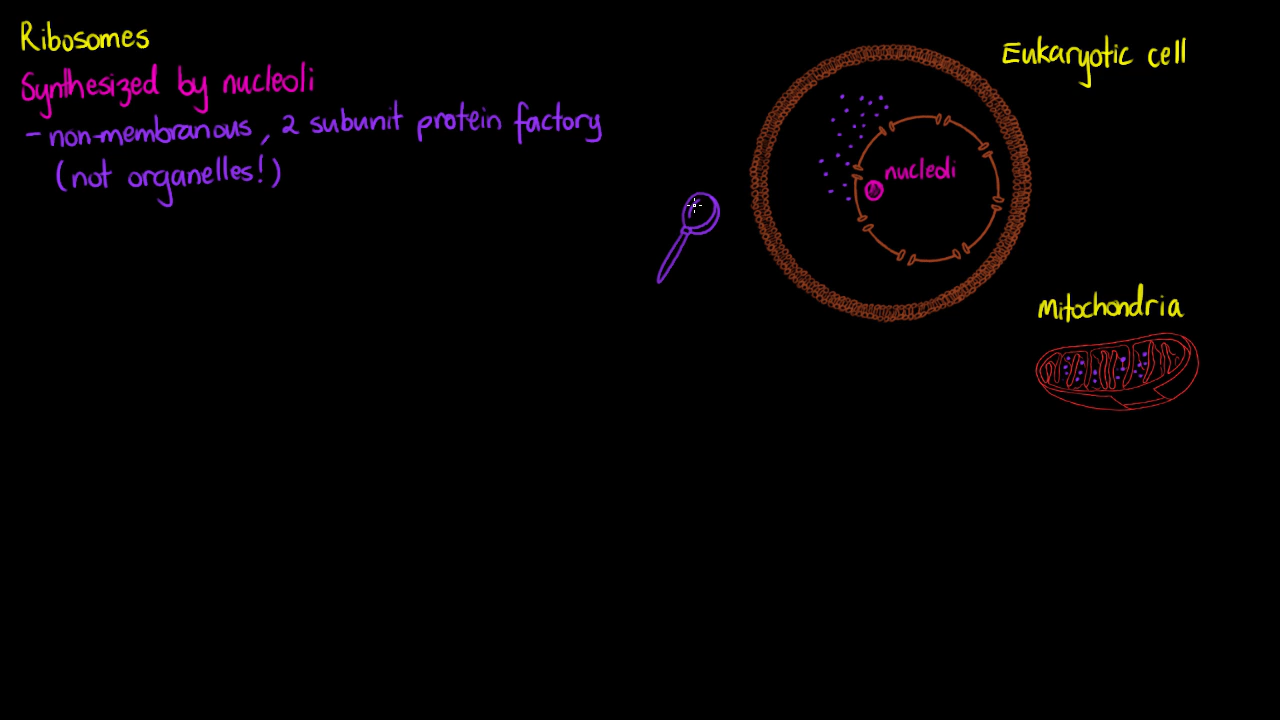 Ribosomes
Synthesized by nucleoli
- non-membranous, 2 subunit protein factory
(not organelles!)
Eukaryotic cell
nucleoli
Mitochondria